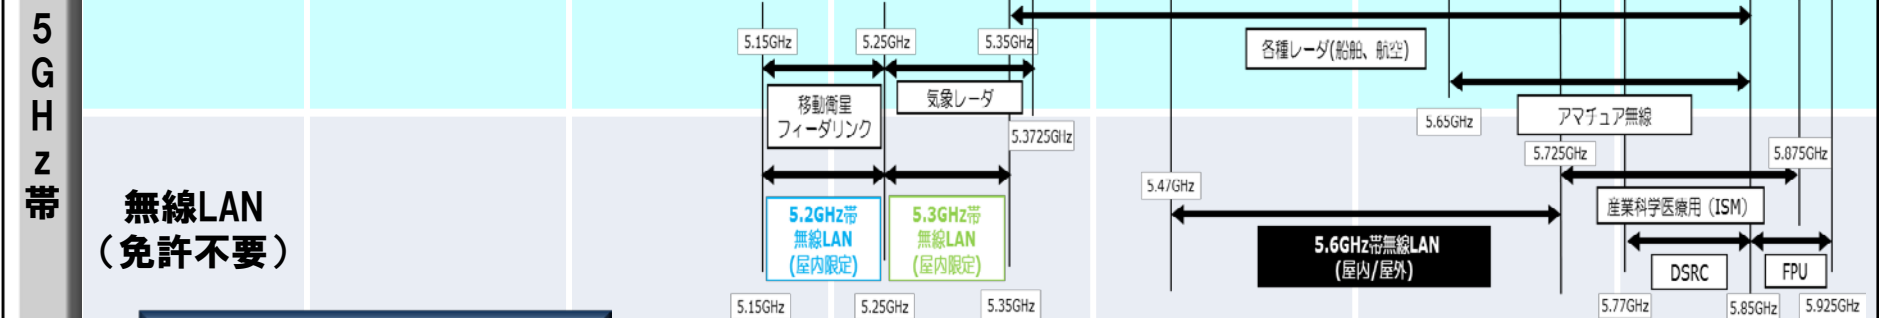 5GHz帯
5.15GHz
5.25GHz
5.35GHz
各種レーダ(船舶、航空)
移動衛星
フィーダリンク
気象レーダ
5.3725GHz
5.65GHz
アマチュア無線
5.725GHz
5.875GHz
5.47GHz
無線LAN
(免許不要)
5.2GHz帯
無線LAN
(屋内限定)
5.3GHz帯
無線LAN
(屋内限定)
5.6GHz帯無線LAN
(屋内/屋外)
産業科学医療用(ISM)
DSRC
FPU
5.15GHz
5.25GHz
5.35GHz
5.77GHz
5.85GHz
5.925GHz